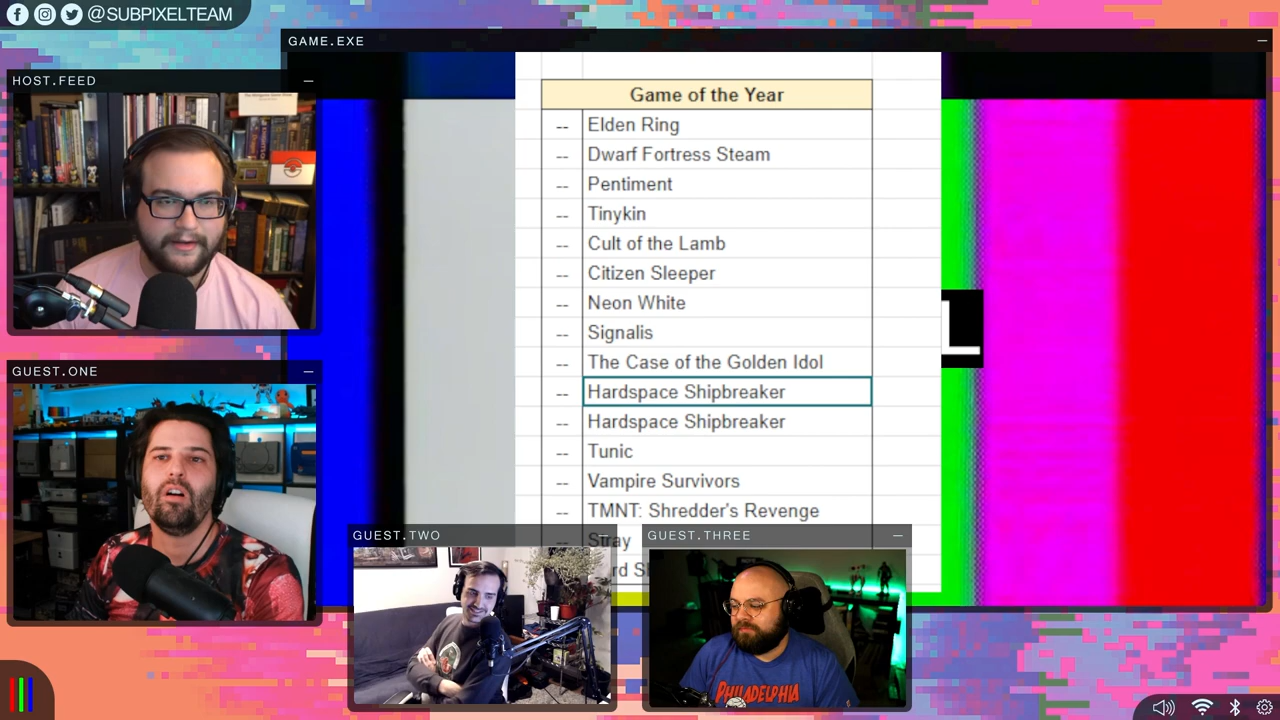 @SUBPIXELTEAM
GAME.EXE
HOST.FEED
Game of the Year
-- Elden Ring
-- Dwarf Fortress Steam
-- Pentiment
-- Tinykin
-- Cult of the Lamb
-- Citizen Sleeper
-- Neon White
-- Signalis
-- The Case of the Golden Idol
-- Hardspace Shipbreaker
-- Hardspace Shipbreaker
-- Tunic
-- Vampire Survivors
-- TMNT: Shredder's Revenge
-- Stray
L
GUEST.ONE
GUEST.TWO
GUEST.THREE
PHILADELPHIA